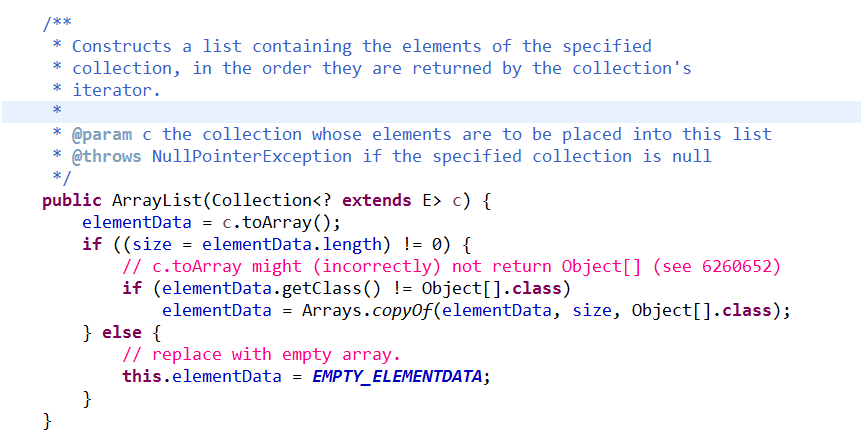 /**
 * Constructs a list containing the elements of the specified
 * collection, in the order they are returned by the collection's
 * iterator.
 *
 * @param c the collection whose elements are to be placed into this list
 * @throws NullPointerException if the specified collection is null
 */
public ArrayList(Collection<? extends E> c) {
    elementData = c.toArray();
    if ((size = elementData.length) != 0) {
        // c.toArray might (incorrectly) not return Object[] (see 6260652)
        if (elementData.getClass() != Object[].class)
            elementData = Arrays.copyOf(elementData, size, Object[].class);
    } else {
        // replace with empty array.
        this.elementData = EMPTY_ELEMENTDATA;
    }
}